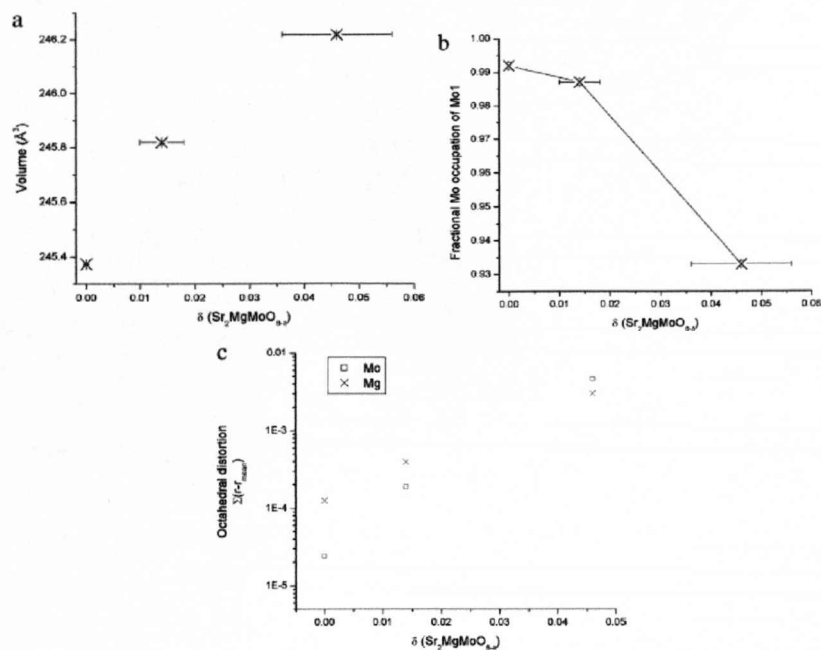 a
246.2
246.0
245.8
245.6
245.4
Volume (Å³)
0.00 0.01 0.02 0.03 0.04 0.05 0.06
δ (Sr₂MgMoO₆₋δ)
b
1.00
0.99
0.98
0.97
0.96
0.95
0.94
0.93
Fractional Mo occupation of Mo1
0.00 0.01 0.02 0.03 0.04 0.05 0.06
δ (Sr₂MgMoO₆₋δ)
c
Mo
Mg
0.01
1E-3
1E-4
1E-5
Octahedral distortion
Σ(r-rₘₑₐₙ)
0.00 0.01 0.02 0.03 0.04 0.05
δ (Sr₂MgMoO₆₋δ)